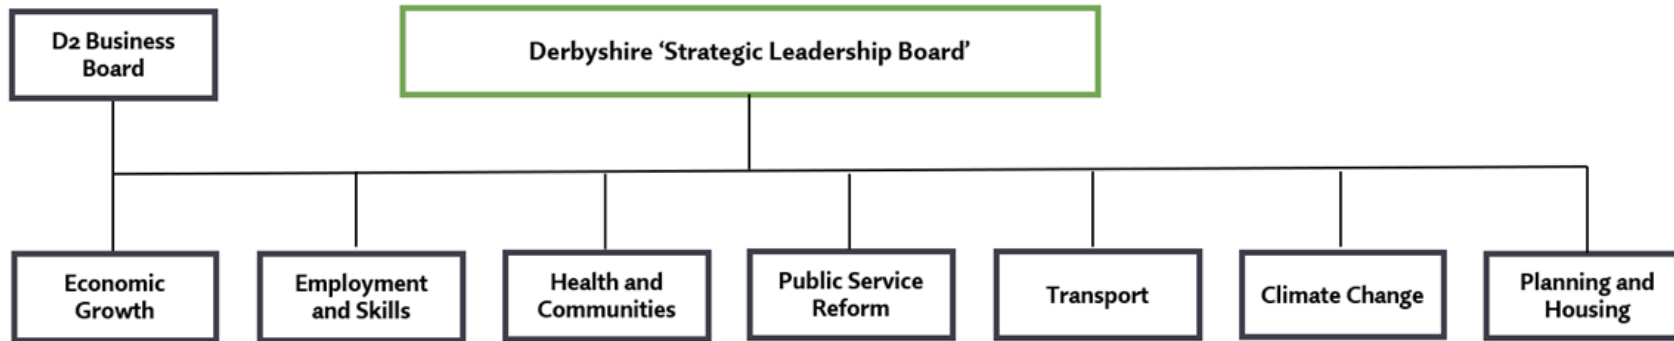 D2 Business
Board
Derbyshire ‘Strategic Leadership Board’
Economic
Growth
Employment
and Skills
Health and
Communities
Public Service
Reform
Transport
Climate Change
Planning and
Housing